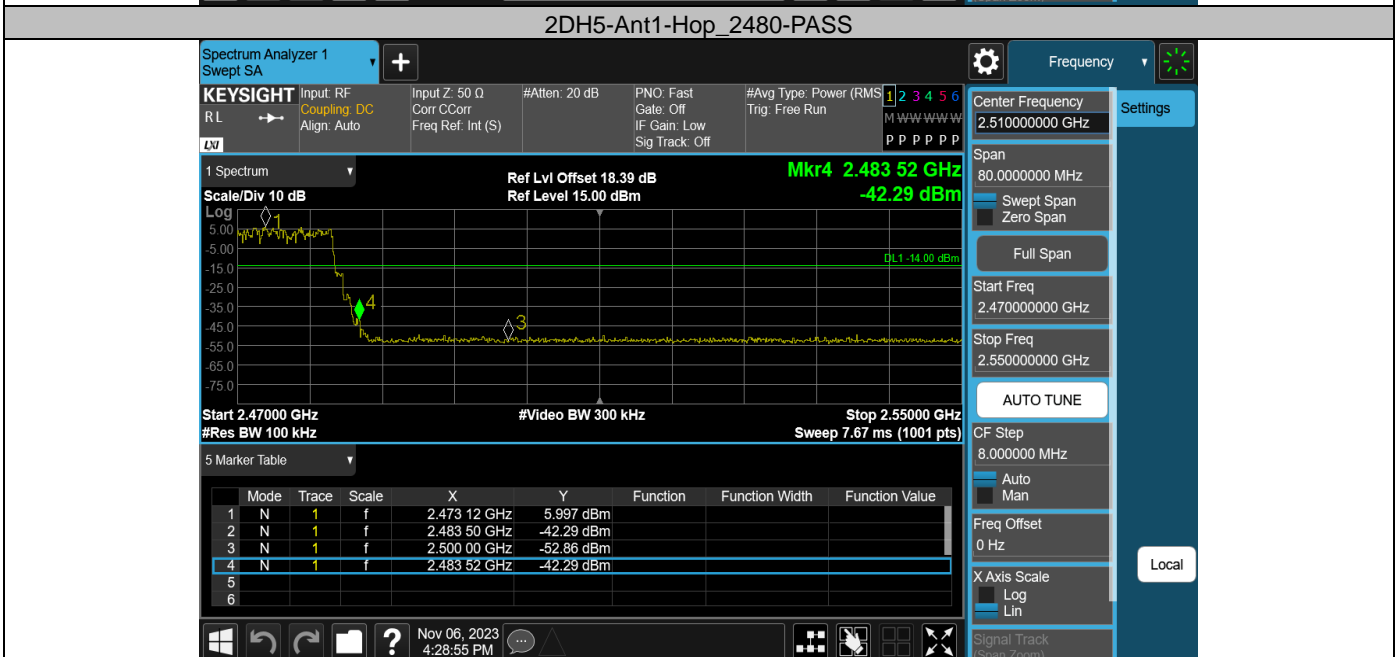 2DH5-Ant1-Hop_2480-PASS
Spectrum Analyzer 1
Swept SA
+
Frequency
KEYSIGHT
RL
LXI
Input: RF
Coupling: DC
Align: Auto
Input Z: 50 Ω
Corr CCorr
Freq Ref: Int (S)
#Atten: 20 dB
PNO: Fast
Gate: Off
IF Gain: Low
Sig Track: Off
#Avg Type: Power (RMS
Trig: Free Run
1 2 3 4 5 6
M W W W W W
P P P P P P
1 Spectrum
Scale/Div 10 dB
Ref Lvl Offset 18.39 dB
Ref Level 15.00 dBm
Mkr4 2.483 52 GHz
-42.29 dBm
Log
5.00
-5.00
-15.0
-25.0
-35.0
-45.0
-55.0
-65.0
-75.0
1
4
3
DL1 -14.00 dBm
Start 2.47000 GHz
#Video BW 300 kHz
Stop 2.55000 GHz
#Res BW 100 kHz
Sweep 7.67 ms (1001 pts)
5 Marker Table
Mode Trace Scale X Y Function Function Width Function Value
1 N 1 f 2.473 12 GHz 5.997 dBm
2 N 1 f 2.483 50 GHz -42.29 dBm
3 N 1 f 2.500 00 GHz -52.86 dBm
4 N 1 f 2.483 52 GHz -42.29 dBm
5
6
?
Nov 06, 2023
4:28:55 PM
Center Frequency
2.510000000 GHz
Settings
Span
80.0000000 MHz
Swept Span
Zero Span
Full Span
Start Freq
2.470000000 GHz
Stop Freq
2.550000000 GHz
AUTO TUNE
CF Step
8.000000 MHz
Auto
Man
Freq Offset
0 Hz
X Axis Scale
Log
Lin
Local
Signal Track
(Span Zoom)